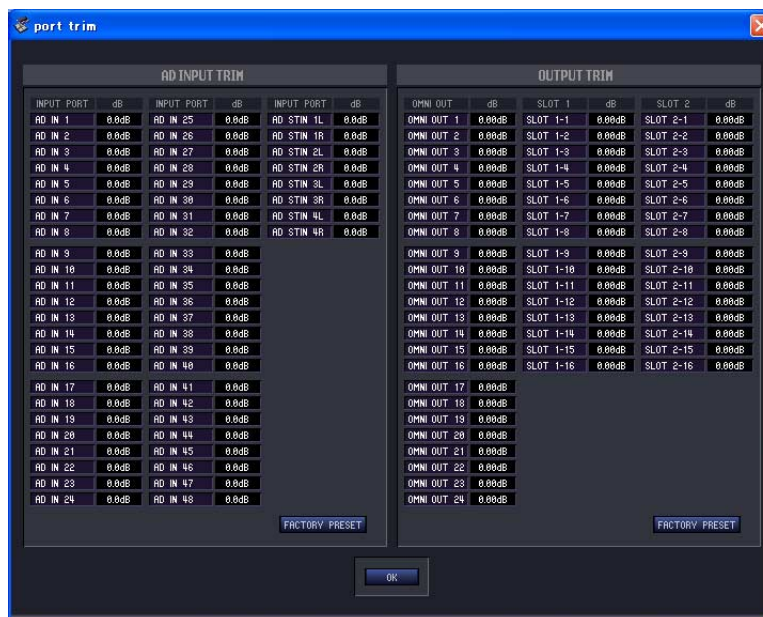 port trim
AD INPUT TRIM
INPUT PORT dB INPUT PORT dB INPUT PORT dB
AD IN 1 0.0dB AD IN 25 0.0dB AD STIN 1L 0.0dB
AD IN 2 0.0dB AD IN 26 0.0dB AD STIN 1R 0.0dB
AD IN 3 0.0dB AD IN 27 0.0dB AD STIN 2L 0.0dB
AD IN 4 0.0dB AD IN 28 0.0dB AD STIN 2R 0.0dB
AD IN 5 0.0dB AD IN 29 0.0dB AD STIN 3L 0.0dB
AD IN 6 0.0dB AD IN 30 0.0dB AD STIN 3R 0.0dB
AD IN 7 0.0dB AD IN 31 0.0dB AD STIN 4L 0.0dB
AD IN 8 0.0dB AD IN 32 0.0dB AD STIN 4R 0.0dB
AD IN 9 0.0dB AD IN 33 0.0dB
AD IN 10 0.0dB AD IN 34 0.0dB
AD IN 11 0.0dB AD IN 35 0.0dB
AD IN 12 0.0dB AD IN 36 0.0dB
AD IN 13 0.0dB AD IN 37 0.0dB
AD IN 14 0.0dB AD IN 38 0.0dB
AD IN 15 0.0dB AD IN 39 0.0dB
AD IN 16 0.0dB AD IN 40 0.0dB
AD IN 17 0.0dB AD IN 41 0.0dB
AD IN 18 0.0dB AD IN 42 0.0dB
AD IN 19 0.0dB AD IN 43 0.0dB
AD IN 20 0.0dB AD IN 44 0.0dB
AD IN 21 0.0dB AD IN 45 0.0dB
AD IN 22 0.0dB AD IN 46 0.0dB
AD IN 23 0.0dB AD IN 47 0.0dB
AD IN 24 0.0dB AD IN 48 0.0dB
FACTORY PRESET
OUTPUT TRIM
OMNI OUT dB SLOT 1 dB SLOT 2 dB
OMNI OUT 1 0.00dB SLOT 1-1 0.00dB SLOT 2-1 0.00dB
OMNI OUT 2 0.00dB SLOT 1-2 0.00dB SLOT 2-2 0.00dB
OMNI OUT 3 0.00dB SLOT 1-3 0.00dB SLOT 2-3 0.00dB
OMNI OUT 4 0.00dB SLOT 1-4 0.00dB SLOT 2-4 0.00dB
OMNI OUT 5 0.00dB SLOT 1-5 0.00dB SLOT 2-5 0.00dB
OMNI OUT 6 0.00dB SLOT 1-6 0.00dB SLOT 2-6 0.00dB
OMNI OUT 7 0.00dB SLOT 1-7 0.00dB SLOT 2-7 0.00dB
OMNI OUT 8 0.00dB SLOT 1-8 0.00dB SLOT 2-8 0.00dB
OMNI OUT 9 0.00dB SLOT 1-9 0.00dB SLOT 2-9 0.00dB
OMNI OUT 10 0.00dB SLOT 1-10 0.00dB SLOT 2-10 0.00dB
OMNI OUT 11 0.00dB SLOT 1-11 0.00dB SLOT 2-11 0.00dB
OMNI OUT 12 0.00dB SLOT 1-12 0.00dB SLOT 2-12 0.00dB
OMNI OUT 13 0.00dB SLOT 1-13 0.00dB SLOT 2-13 0.00dB
OMNI OUT 14 0.00dB SLOT 1-14 0.00dB SLOT 2-14 0.00dB
OMNI OUT 15 0.00dB SLOT 1-15 0.00dB SLOT 2-15 0.00dB
OMNI OUT 16 0.00dB SLOT 1-16 0.00dB SLOT 2-16 0.00dB
OMNI OUT 17 0.00dB
OMNI OUT 18 0.00dB
OMNI OUT 19 0.00dB
OMNI OUT 20 0.00dB
OMNI OUT 21 0.00dB
OMNI OUT 22 0.00dB
OMNI OUT 23 0.00dB
OMNI OUT 24 0.00dB
FACTORY PRESET
OK